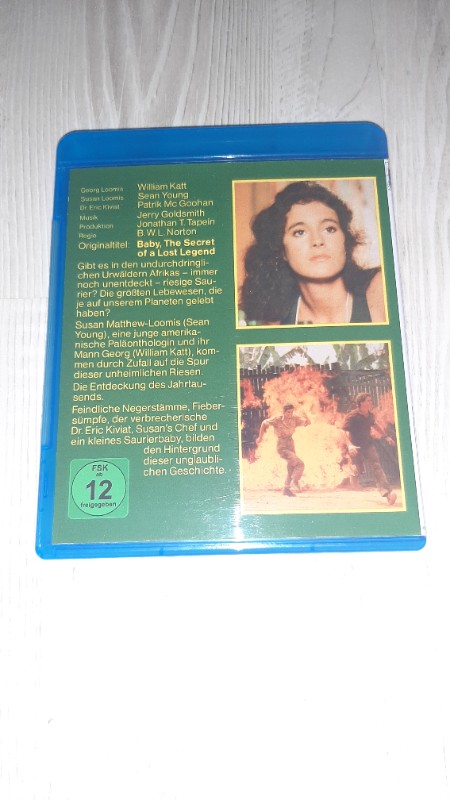 Georg Loomis William Katt
Susan Loomis Sean Young
Dr. Eric Kiviat Patrik Mc Goohan
Musik Jerry Goldsmith
Produktion Jonathan T. Tapein
Regie B.W.L. Norton
Originaltitel: Baby, The Secret
of a Lost Legend
Gibt es in den undurchdringli-
chen Urwäldern Afrikas – immer
noch unentdeckt – riesige Sau-
rier? Die größten Lebewesen, die
je auf unserem Planeten gelebt
haben?
Susan Matthew-Loomis (Sean
Young), eine junge amerika-
nische Paläonthologin und ihr
Mann Georg (William Katt), kom-
men durch Zufall auf die Spur
dieser unheimlichen Riesen.
Die Entdeckung des Jahrtau-
sends.
Feindliche Negerstämme, Fieber-
sümpfe, der verbrecherische
Dr. Eric Kiviat, Susan's Chef und
ein kleines Saurierbaby, bilden
den Hintergrund
dieser unglaubli-
chen Geschichte.
FSK
ab
12
freigegeben